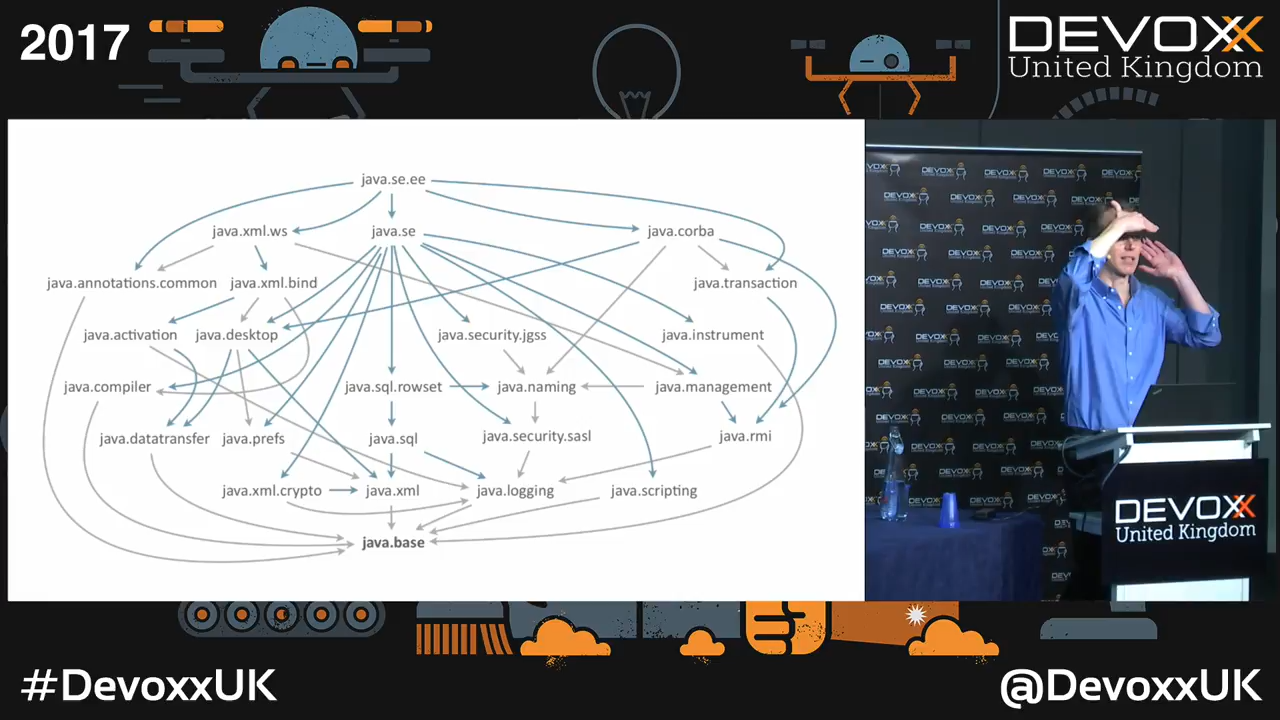 2017
DEVOXX
United Kingdom
java.se.ee
java.xml.ws
java.se
java.corba
java.annotations.common
java.xml.bind
java.transaction
java.activation
java.desktop
java.security.jgss
java.instrument
java.compiler
java.sql.rowset
java.naming
java.management
java.datatransfer
java.prefs
java.sql
java.security.sasl
java.rmi
java.xml.crypto
java.xml
java.logging
java.scripting
java.base
DEVOXX
United Kingdom
#DevoxxUK
@DevoxxUK